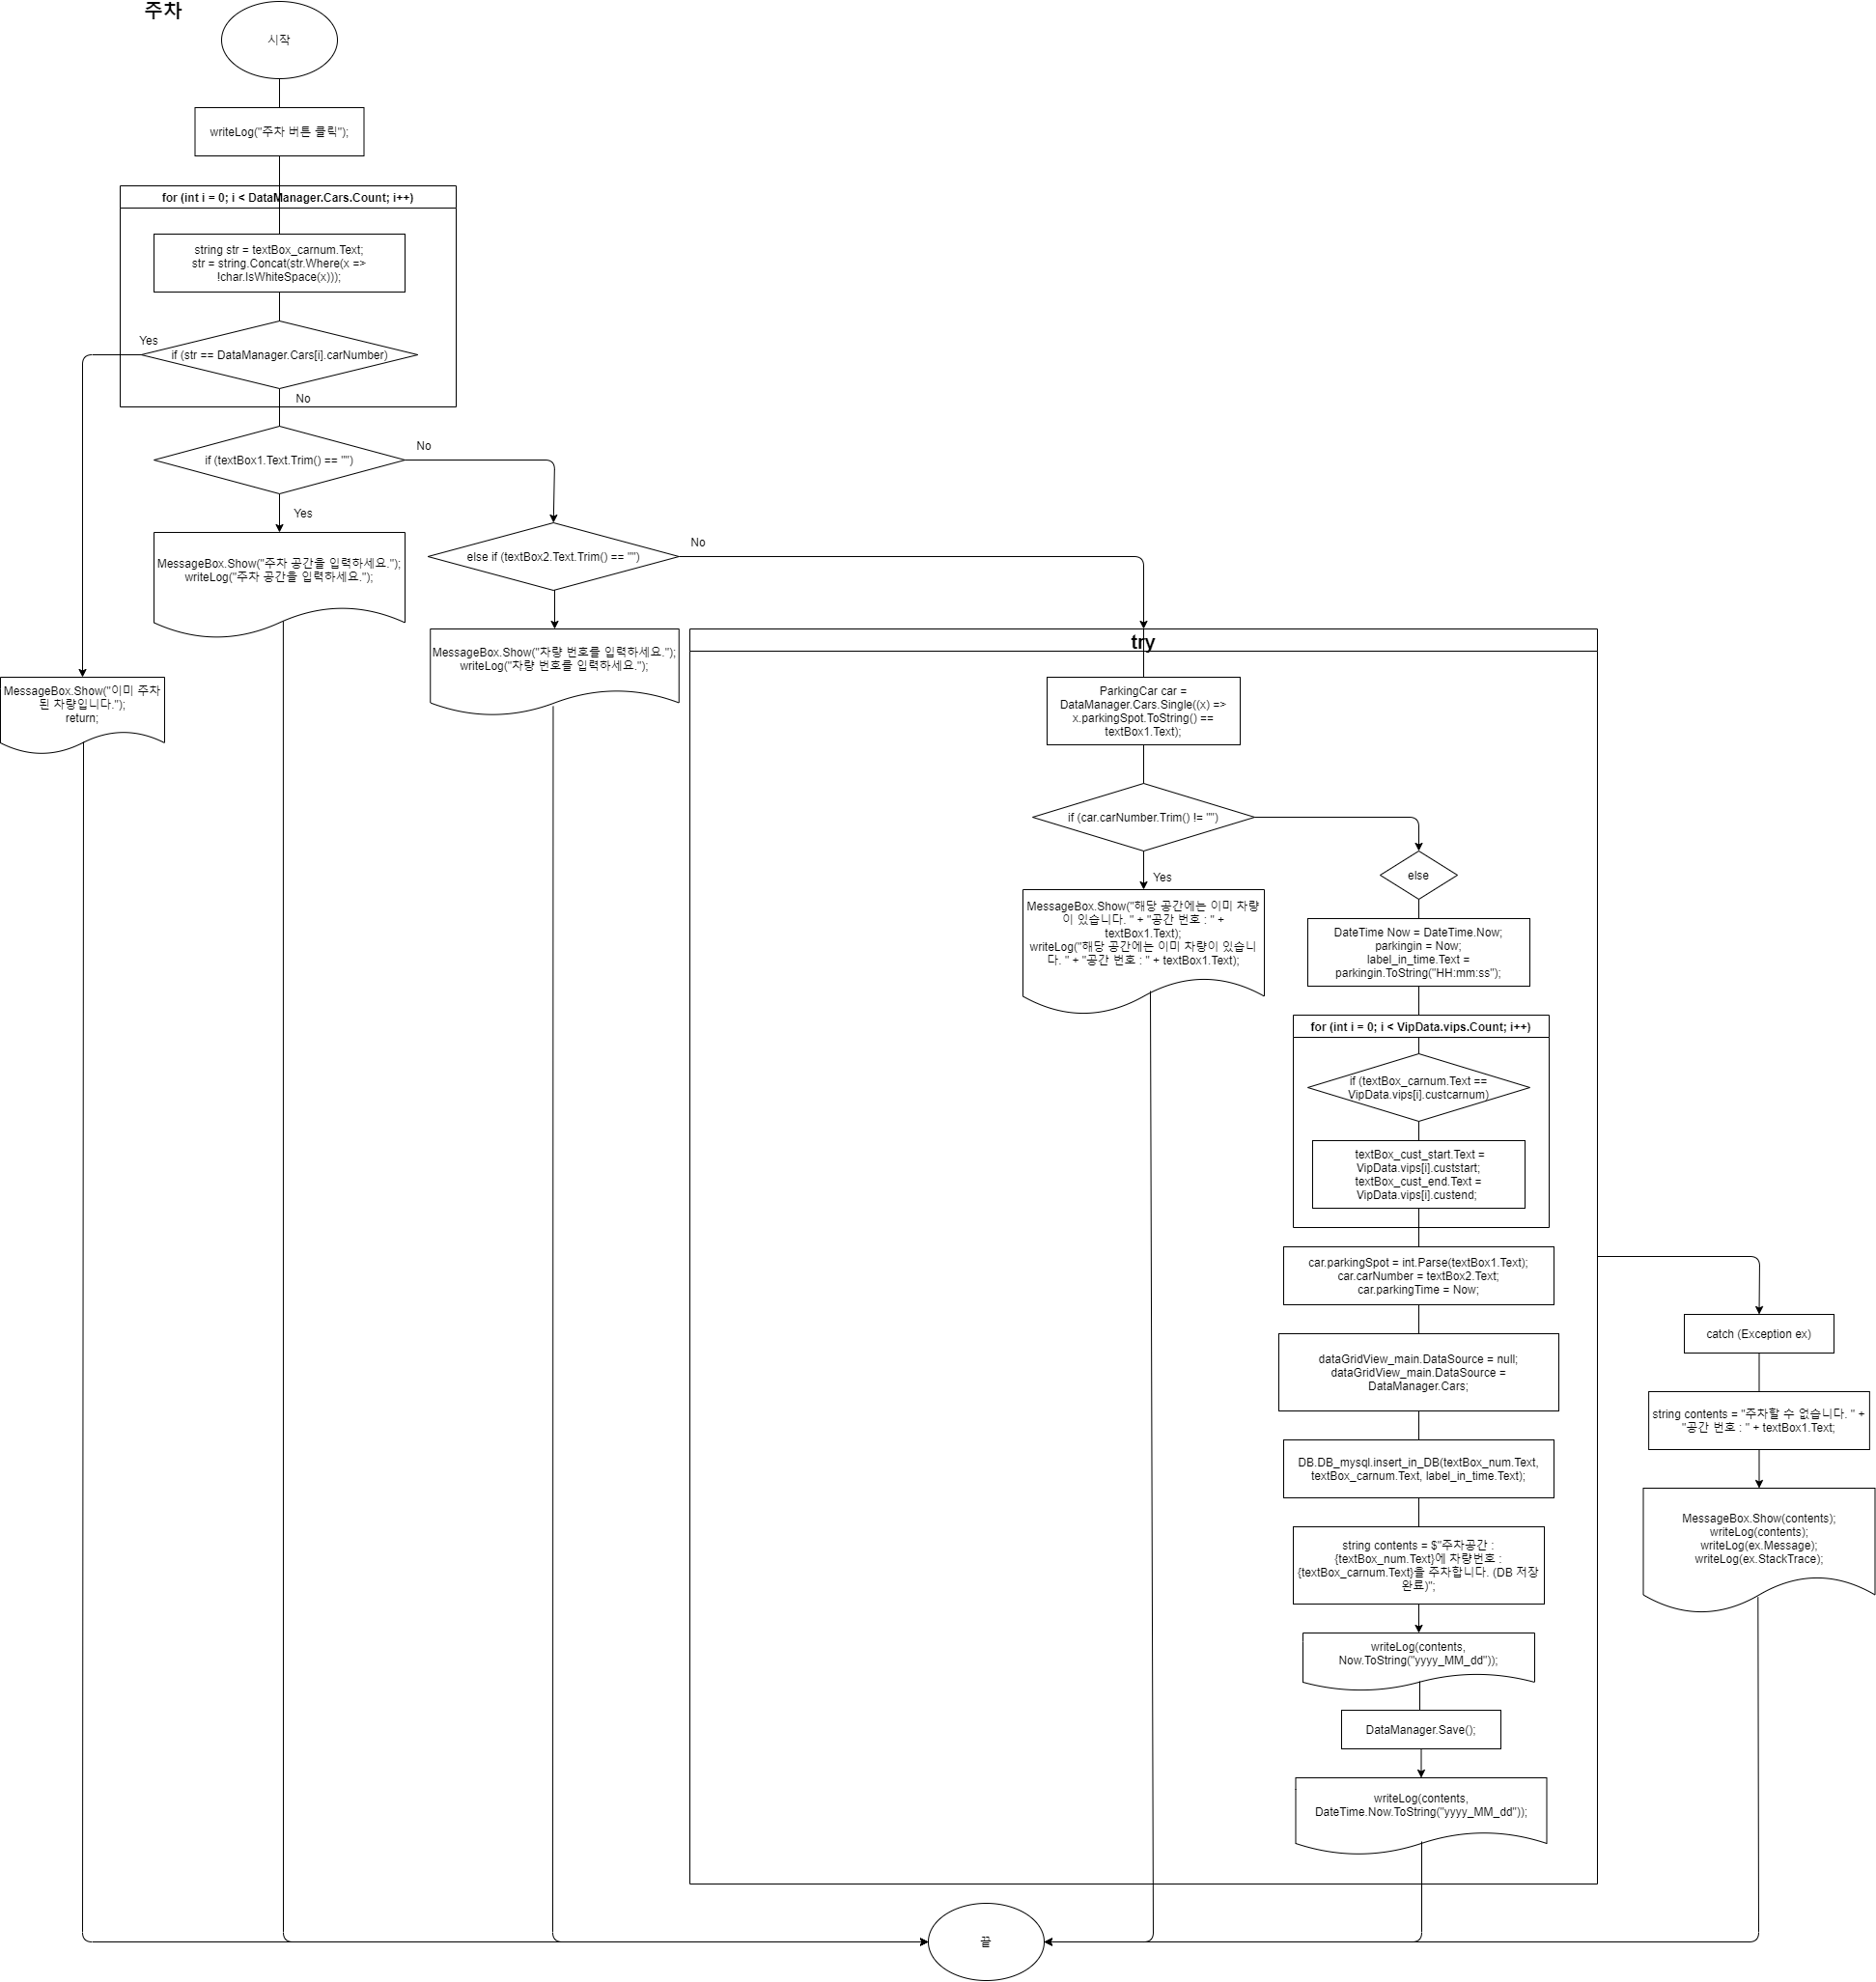 주차
시작
writeLog("주차 버튼 클릭");
for (int i = 0; i < DataManager.Cars.Count; i++)
string str = textBox_carnum.Text;
str = string.Concat(str.Where(x =>
!char.IsWhiteSpace(x)));
Yes
if (str == DataManager.Cars[i].carNumber)
No
if (textBox1.Text.Trim() == "")
No
Yes
MessageBox.Show("주차 공간을 입력하세요.");
writeLog("주차 공간을 입력하세요.");
else if (textBox2.Text.Trim() == "")
No
MessageBox.Show("차량 번호를 입력하세요.");
writeLog("차량 번호를 입력하세요.");
MessageBox.Show("이미 주차
된 차량입니다.");
return;
try
ParkingCar car =
DataManager.Cars.Single((x) =>
x.parkingSpot.ToString() ==
textBox1.Text);
if (car.carNumber.Trim() != "")
Yes
else
MessageBox.Show("해당 공간에는 이미 차량
이 있습니다. " + "공간 번호 : " +
textBox1.Text);
writeLog("해당 공간에는 이미 차량이 있습니
다. " + "공간 번호 : " + textBox1.Text);
DateTime Now = DateTime.Now;
parkingin = Now;
label_in_time.Text =
parkingin.ToString("HH:mm:ss");
for (int i = 0; i < VipData.vips.Count; i++)
if (textBox_carnum.Text ==
VipData.vips[i].custcarnum)
textBox_cust_start.Text =
VipData.vips[i].custstart;
textBox_cust_end.Text =
VipData.vips[i].custend;
car.parkingSpot = int.Parse(textBox1.Text);
car.carNumber = textBox2.Text;
car.parkingTime = Now;
dataGridView_main.DataSource = null;
dataGridView_main.DataSource =
DataManager.Cars;
DB.DB_mysql.insert_in_DB(textBox_num.Text,
textBox_carnum.Text, label_in_time.Text);
string contents = $"주차공간 :
{textBox_num.Text}에 차량번호 :
{textBox_carnum.Text}을 주차합니다. (DB 저장
완료)";
writeLog(contents,
Now.ToString("yyyy_MM_dd"));
DataManager.Save();
writeLog(contents,
DateTime.Now.ToString("yyyy_MM_dd"));
catch (Exception ex)
string contents = "주차할 수 없습니다. " +
"공간 번호 : " + textBox1.Text;
MessageBox.Show(contents);
writeLog(contents);
writeLog(ex.Message);
writeLog(ex.StackTrace);
끝